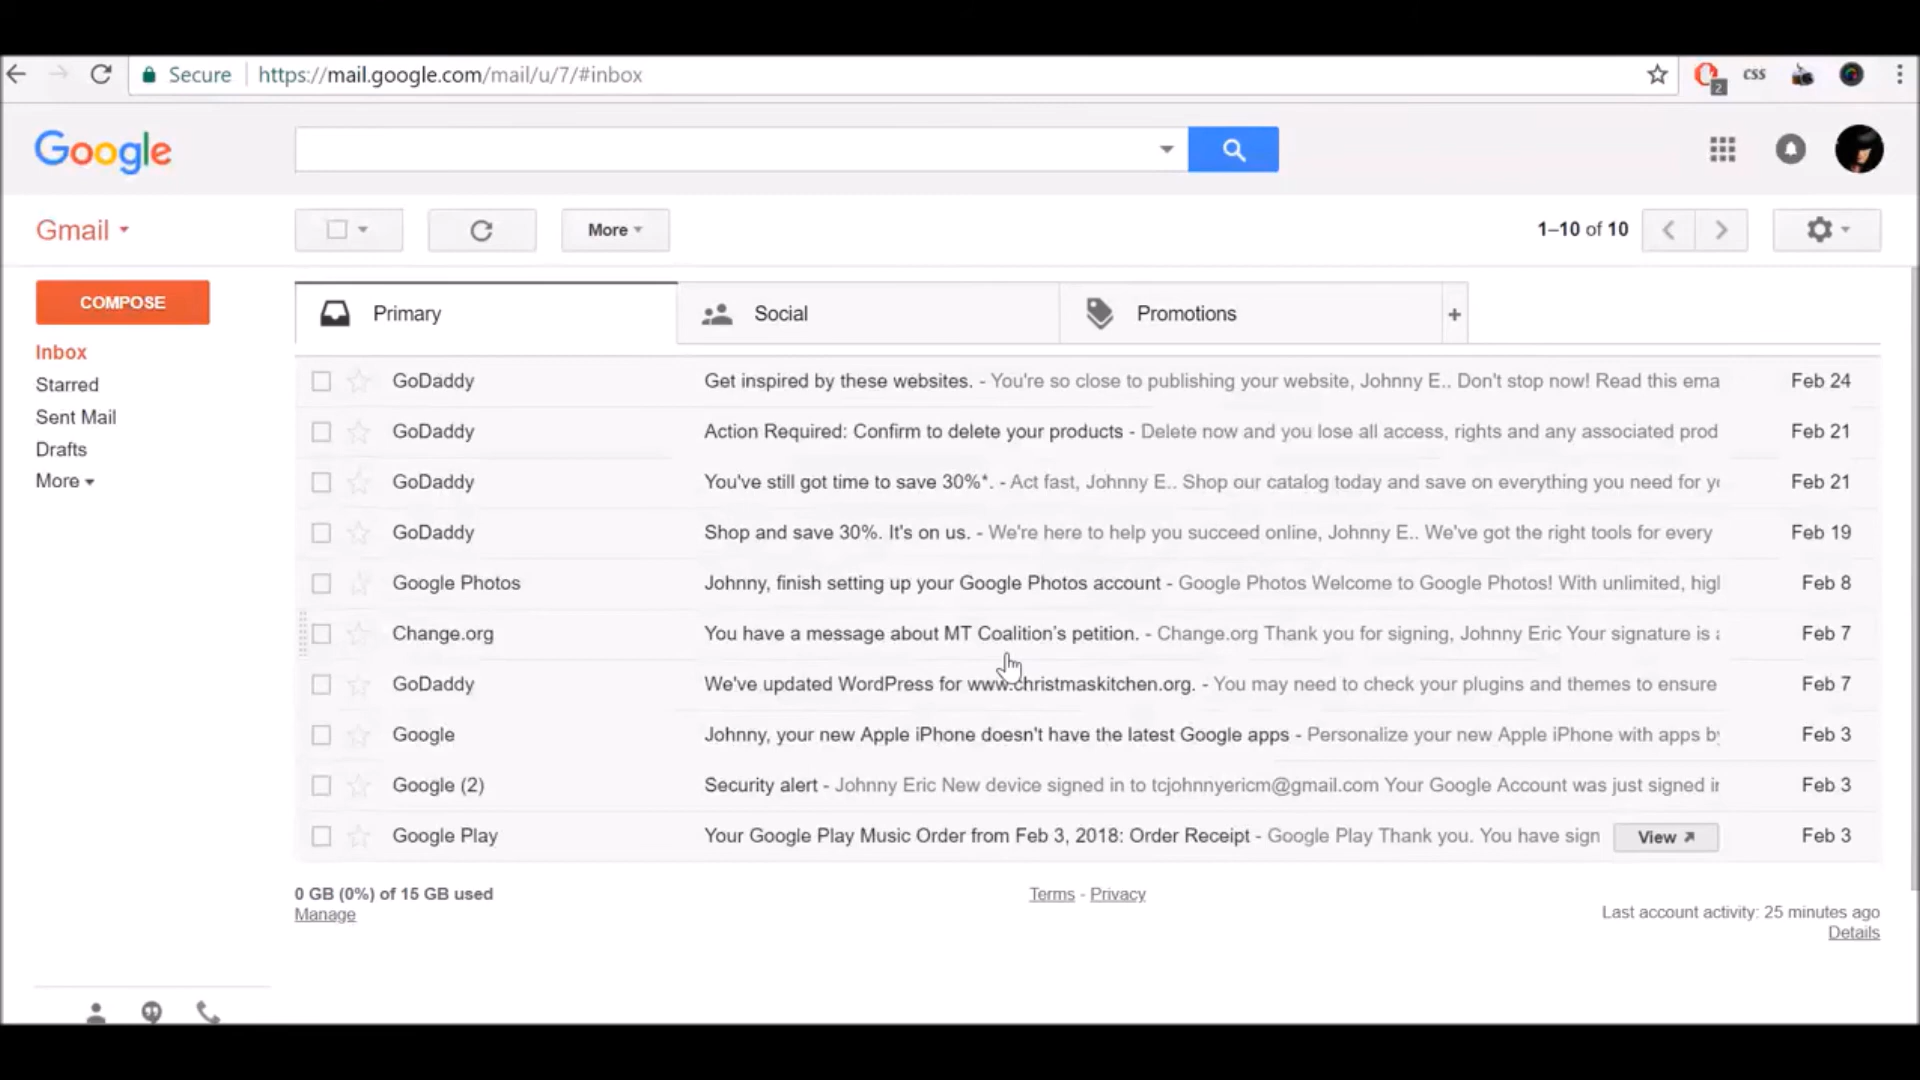 Secure https://mail.google.com/mail/u/7/#inbox
2
CSS
Google
Gmail
More
1–10 of 10
COMPOSE
Primary
Social
Promotions
+
Inbox
Starred
Sent Mail
Drafts
More
GoDaddy Get inspired by these websites. - You're so close to publishing your website, Johnny E.. Don't stop now! Read this ema Feb 24
GoDaddy Action Required: Confirm to delete your products - Delete now and you lose all access, rights and any associated prod Feb 21
GoDaddy You've still got time to save 30%*. - Act fast, Johnny E.. Shop our catalog today and save on everything you need for yo Feb 21
GoDaddy Shop and save 30%. It's on us. - We're here to help you succeed online, Johnny E.. We've got the right tools for every Feb 19
Google Photos Johnny, finish setting up your Google Photos account - Google Photos Welcome to Google Photos! With unlimited, higl Feb 8
Change.org You have a message about MT Coalition's petition. - Change.org Thank you for signing, Johnny Eric Your signature is Feb 7
GoDaddy We've updated WordPress for www.christmaskitchen.org. - You may need to check your plugins and themes to ensure Feb 7
Google Johnny, your new Apple iPhone doesn't have the latest Google apps - Personalize your new Apple iPhone with apps by Feb 3
Google (2) Security alert - Johnny Eric New device signed in to tcjohnnyericm@gmail.com Your Google Account was just signed in Feb 3
Google Play Your Google Play Music Order from Feb 3, 2018: Order Receipt - Google Play Thank you. You have sign View Feb 3
0 GB (0%) of 15 GB used
Manage
Terms - Privacy
Last account activity: 25 minutes ago
Details